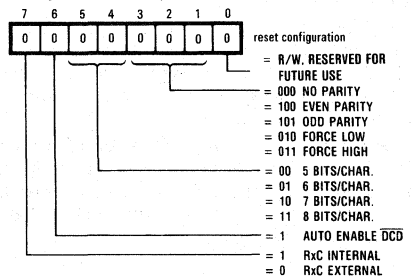 7 6 5 4 3 2 1 0
0 0 0 0 0 0 0 0 reset configuration
= R/W, RESERVED FOR
FUTURE USE
= 000 NO PARITY
= 100 EVEN PARITY
= 101 ODD PARITY
= 010 FORCE LOW
= 011 FORCE HIGH
= 00 5 BITS/CHAR.
= 01 6 BITS/CHAR.
= 10 7 BITS/CHAR.
= 11 8 BITS/CHAR.
= 1 AUTO ENABLE D̅C̅D̅
= 1 RxC INTERNAL
= 0 RxC EXTERNAL